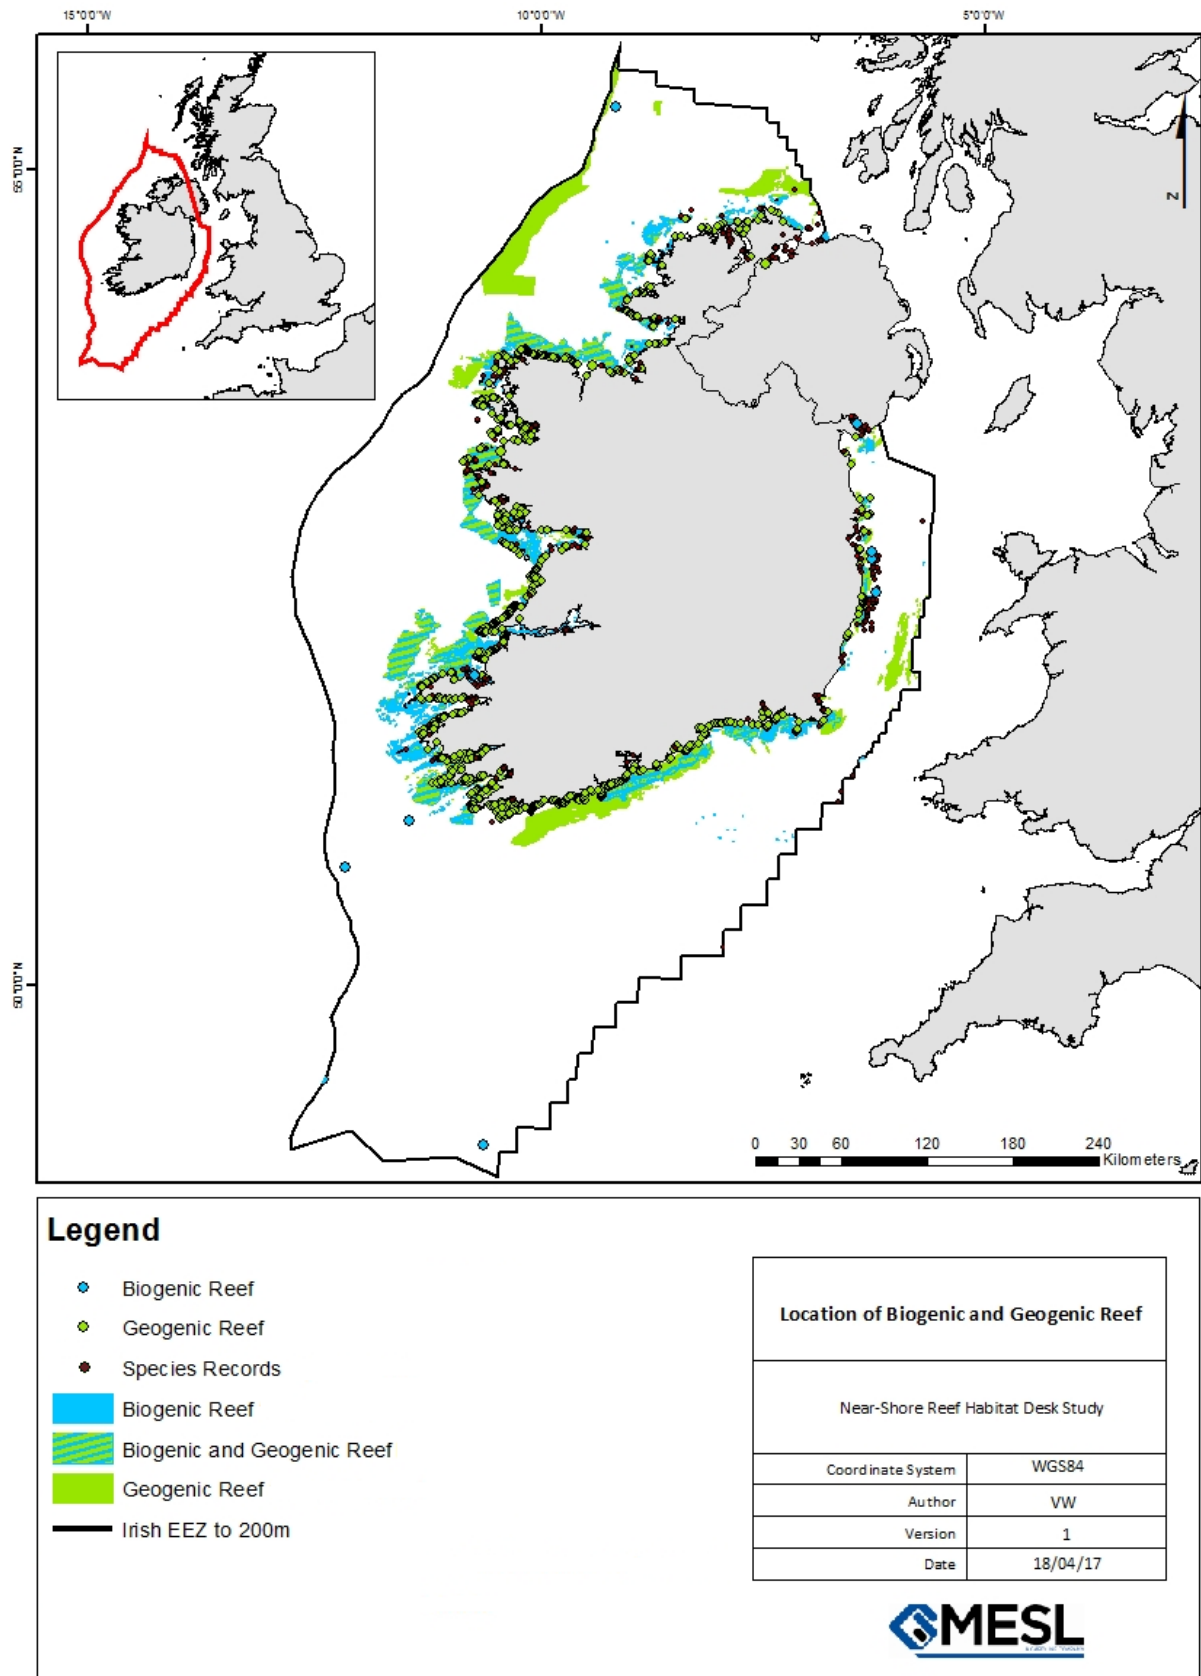 15°0'0"W
10°0'0"W
5°0'0"W
55°0'0"N
50°0'0"N
N
0 30 60 120 180 240
Kilometers
Legend
Biogenic Reef
Geogenic Reef
Species Records
Biogenic Reef
Biogenic and Geogenic Reef
Geogenic Reef
Irish EEZ to 200m
Location of Biogenic and Geogenic Reef
Near-Shore Reef Habitat Desk Study
Coordinate System WGS84
Author VW
Version 1
Date 18/04/17
MESL